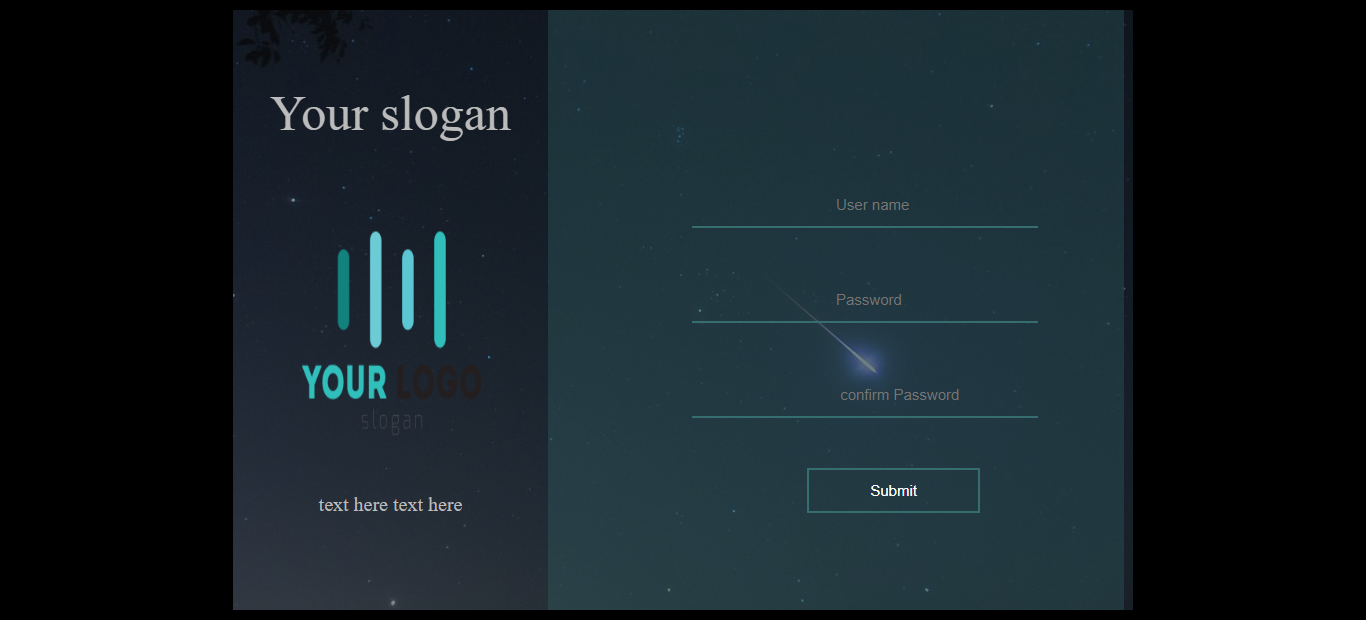 Your slogan
YOUR LOGO
slogan
text here text here
User name
Password
confirm Password
Submit